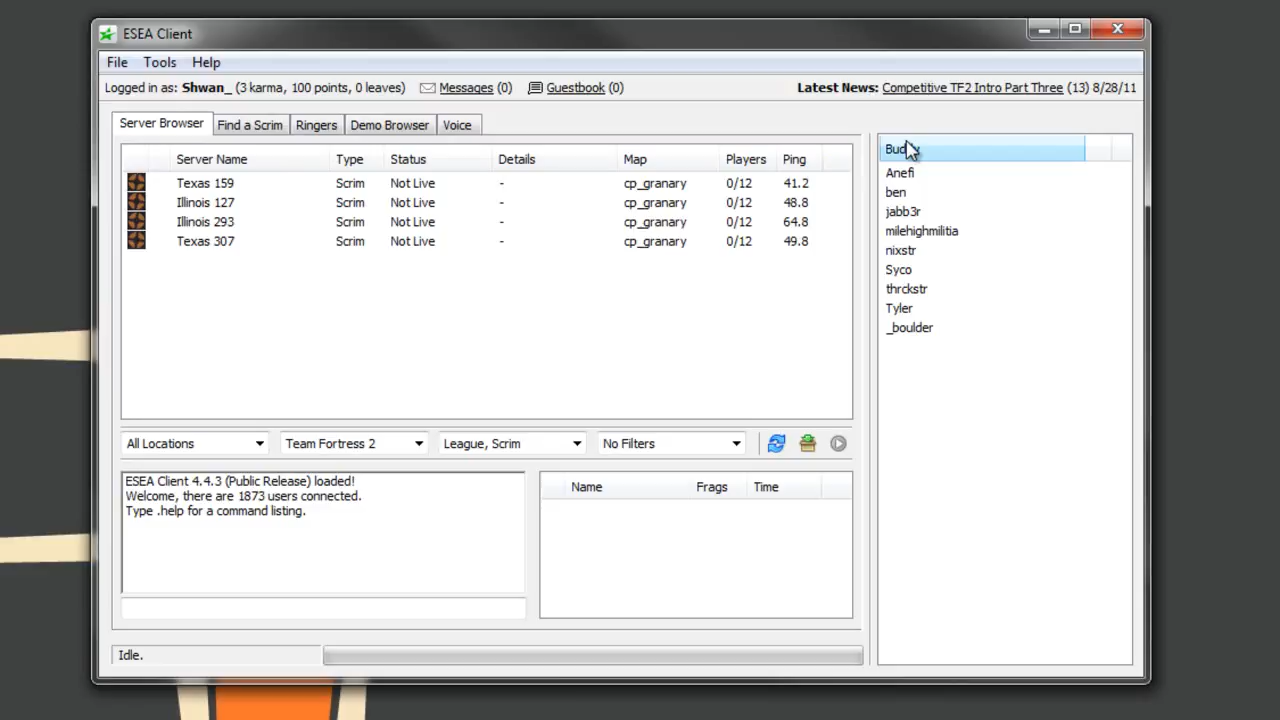 ESEA Client
File Tools Help
Logged in as: Shwan_ (3 karma, 100 points, 0 leaves) Messages (0) Guestbook (0) Latest News: Competitive TF2 Intro Part Three (13) 8/28/11
Server Browser Find a Scrim Ringers Demo Browser Voice
Server Name Type Status Details Map Players Ping
Texas 159 Scrim Not Live - cp_granary 0/12 41.2
Illinois 127 Scrim Not Live - cp_granary 0/12 48.8
Illinois 293 Scrim Not Live - cp_granary 0/12 64.8
Texas 307 Scrim Not Live - cp_granary 0/12 49.8
All Locations Team Fortress 2 League, Scrim No Filters
ESEA Client 4.4.3 (Public Release) loaded!
Welcome, there are 1873 users connected.
Type .help for a command listing.
Name Frags Time
Idle.
Anefi
ben
jabb3r
milehighmilitia
nixstr
Syco
thrckstr
Tyler
_boulder